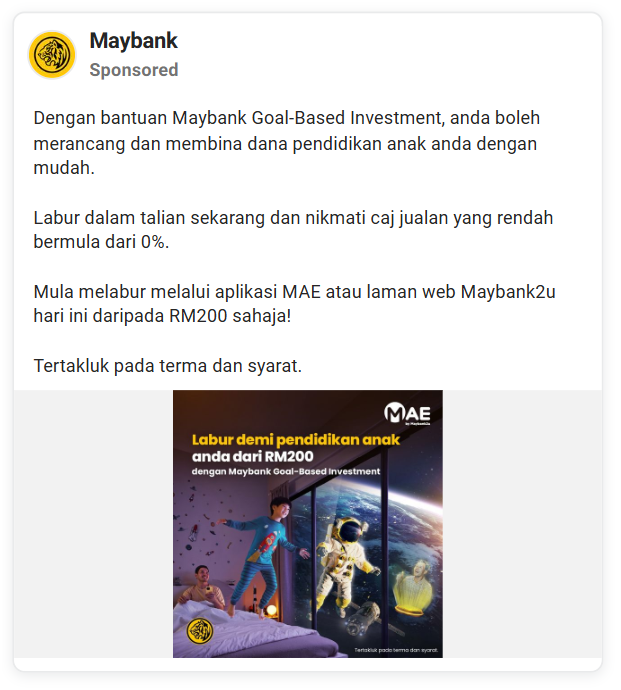 Maybank
Sponsored
Dengan bantuan Maybank Goal-Based Investment, anda boleh
merancang dan membina dana pendidikan anak anda dengan
mudah.
Labur dalam talian sekarang dan nikmati caj jualan yang rendah
bermula dari 0%.
Mula melabur melalui aplikasi MAE atau laman web Maybank2u
hari ini daripada RM200 sahaja!
Tertakluk pada terma dan syarat.
MAE
by Maybank2u
Labur demi pendidikan anak
anda dari RM200
dengan Maybank Goal-Based Investment
Tertakluk pada terma dan syarat.